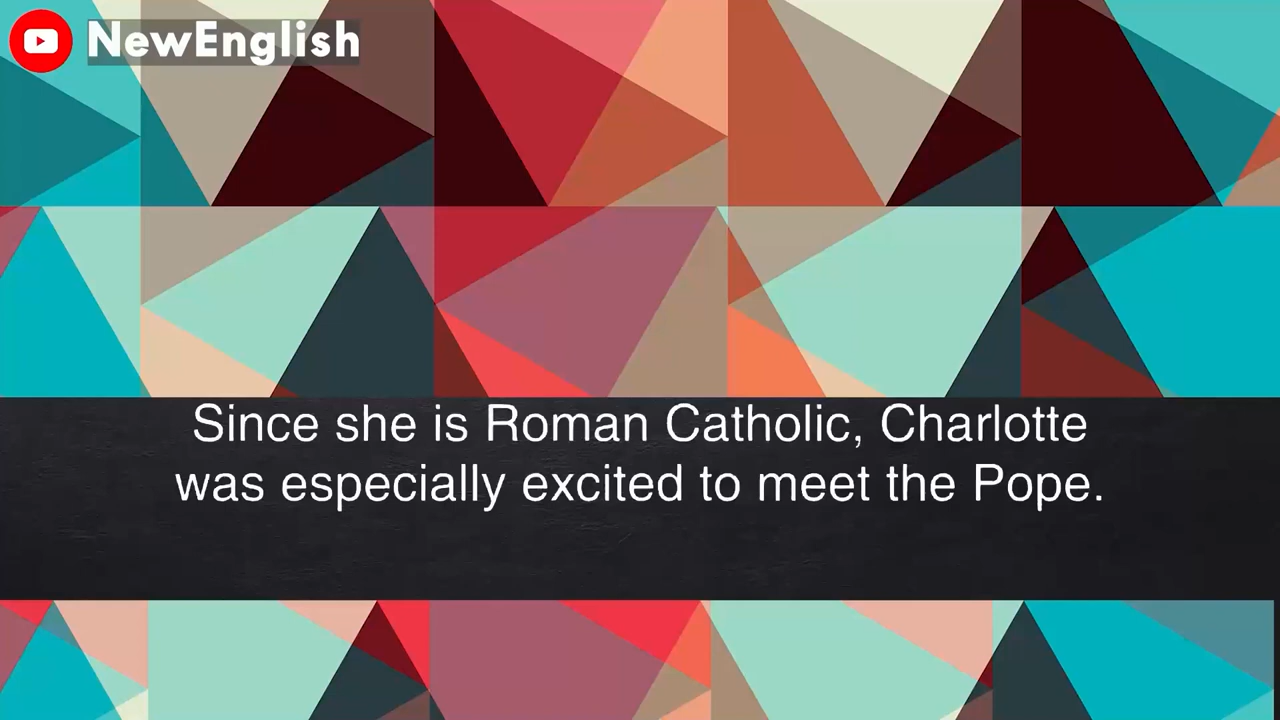 NewEnglish
Since she is Roman Catholic, Charlotte
was especially excited to meet the Pope.